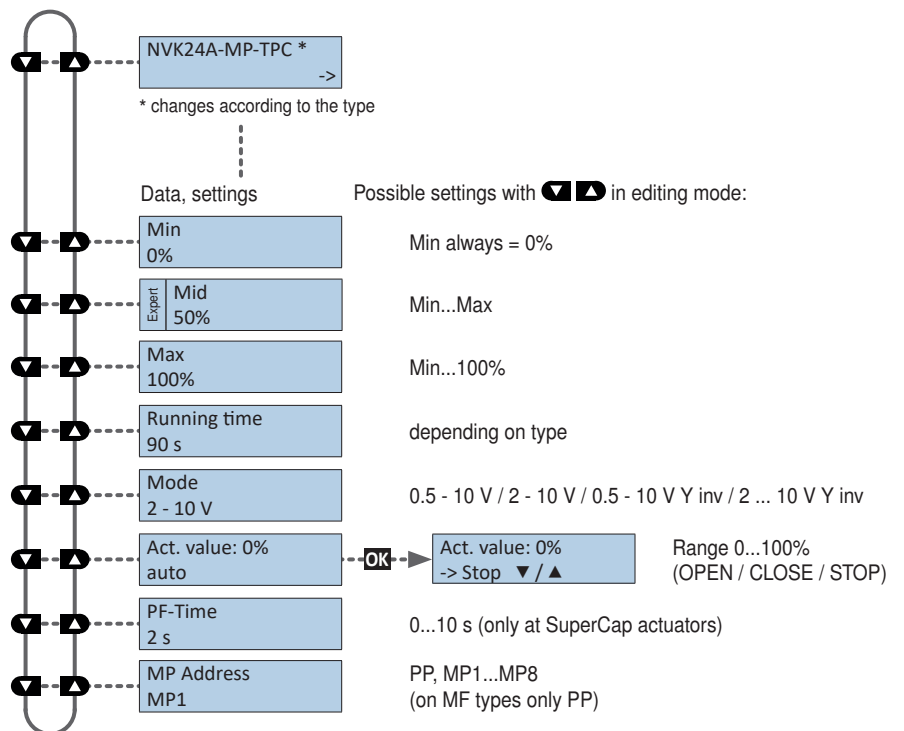 NVK24A-MP-TPC *
->
* changes according to the type
Data, settings
Possible settings with ▼ ▲ in editing mode:
Min
0%
Min always = 0%
Expert
Mid
50%
Min...Max
Max
100%
Min...100%
Running time
90 s
depending on type
Mode
2 - 10 V
0.5 - 10 V / 2 - 10 V / 0.5 - 10 V Y inv / 2 ... 10 V Y inv
Act. value: 0%
auto
OK
Act. value: 0%
-> Stop ▼ / ▲
Range 0...100%
(OPEN / CLOSE / STOP)
PF-Time
2 s
0...10 s (only at SuperCap actuators)
MP Address
MP1
PP, MP1...MP8
(on MF types only PP)